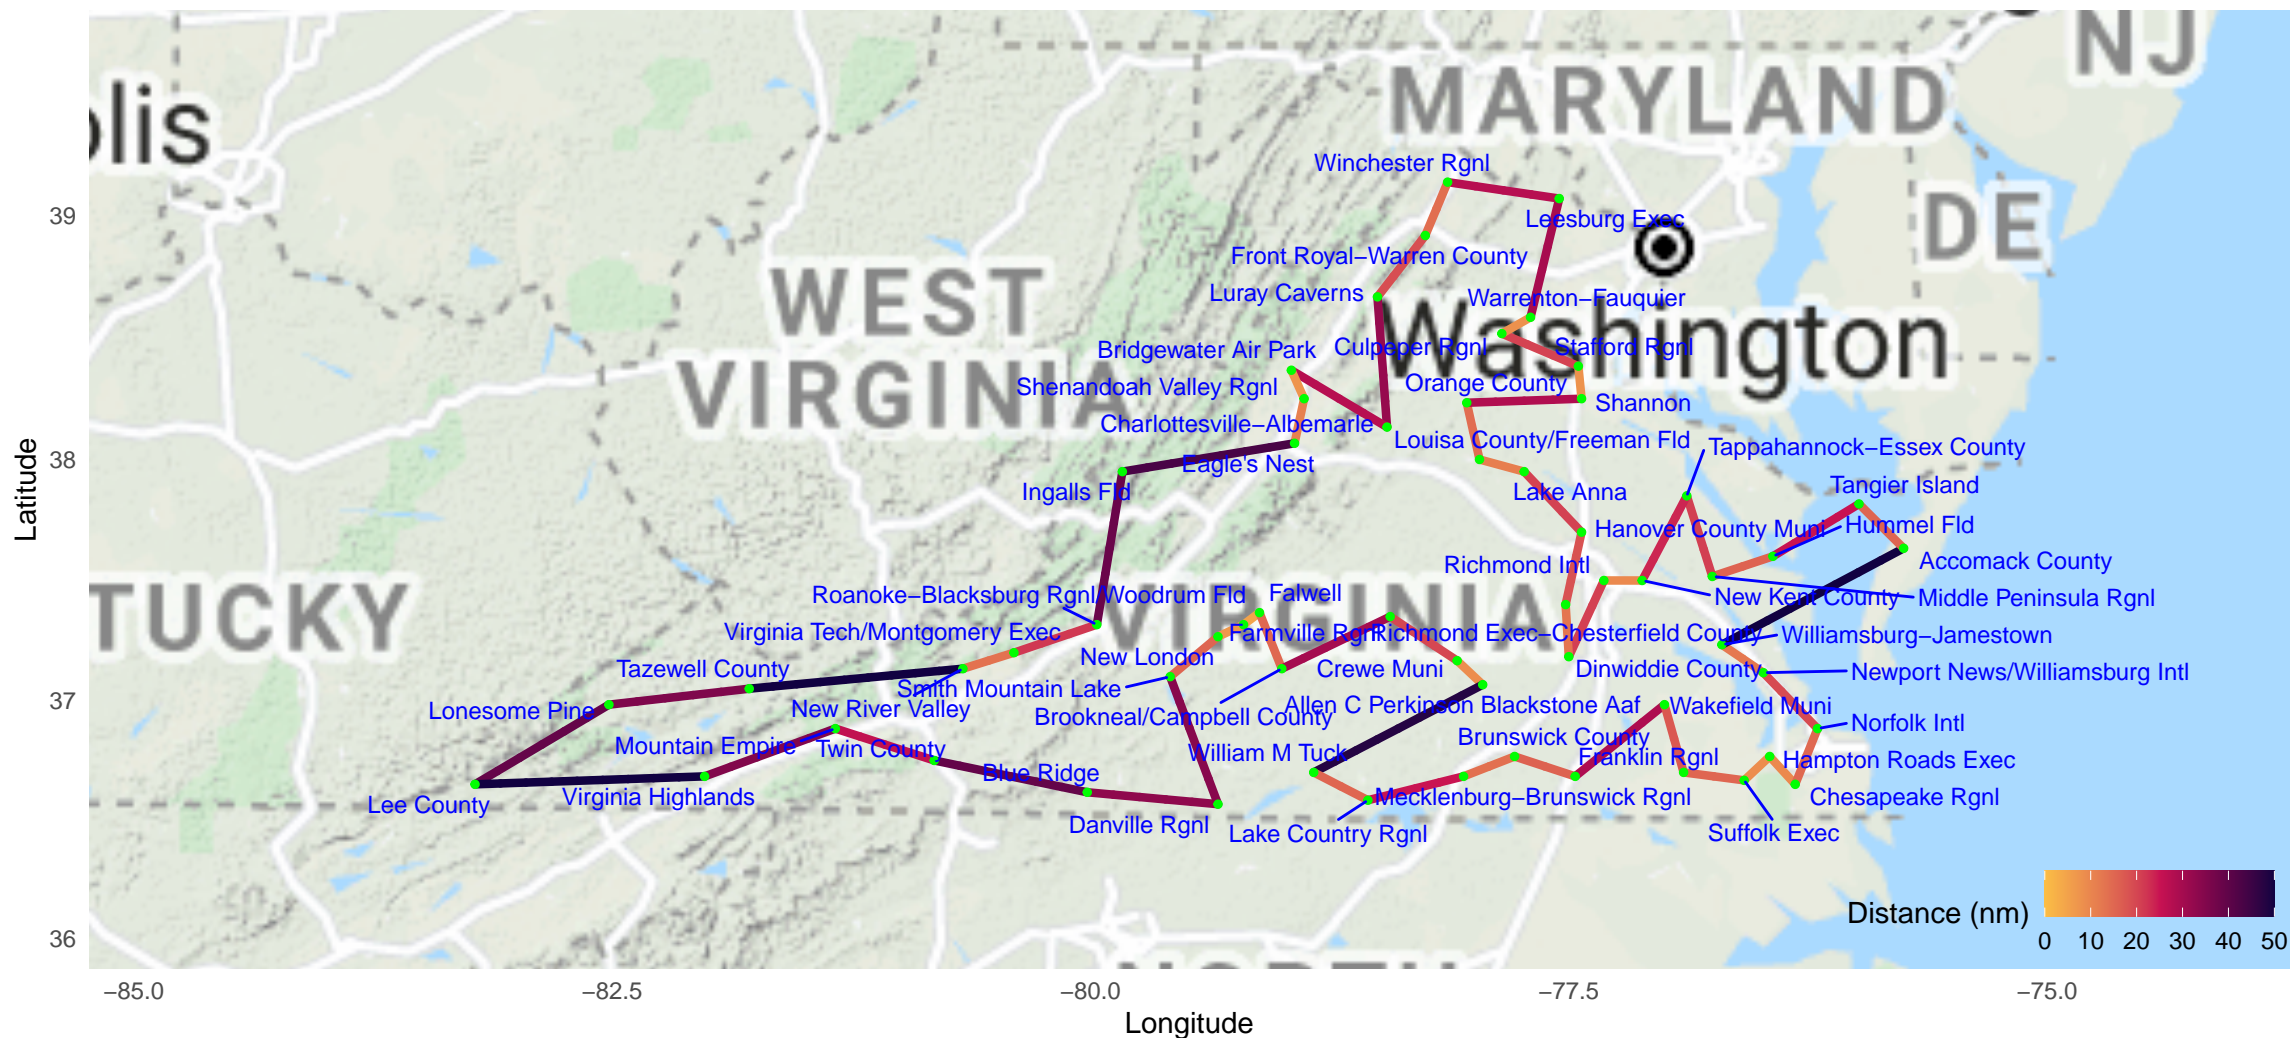 NJ
MARYLAND
olis
Winchester Rgnl
39
Leesburg Exec
DE
Front Royal−Warren County
WEST
VIRGINIA
Luray Caverns
Warrenton−Fauquier
Washington
Bridgewater Air Park
Culpeper Rgnl
Stafford Rgnl
Shenandoah Valley Rgnl
Orange County
Shannon
Charlottesville−Albemarle
Louisa County/Freeman Fld
Tappahannock−Essex County
38
Eagle's Nest
Ingalls Fld
Lake Anna
Tangier Island
Latitude
Hanover County Muni
Hummel Fld
Richmond Intl
Accomack County
Roanoke−Blacksburg Rgnl/Woodrum Fld
Falwell
New Kent County
Middle Peninsula Rgnl
TUCKY
VIRGINIA
Virginia Tech/Montgomery Exec
Farmville Rgnl
Richmond Exec−Chesterfield County
Williamsburg−Jamestown
New London
Tazewell County
Crewe Muni
Dinwiddie County
Newport News/Williamsburg Intl
Smith Mountain Lake
37
Lonesome Pine
New River Valley
Brookneal/Campbell County
Allen C Perkinson Blackstone Aaf
Wakefield Muni
Norfolk Intl
Mountain Empire
Twin County
William M Tuck
Brunswick County
Franklin Rgnl
Hampton Roads Exec
Blue Ridge
Lee County
Virginia Highlands
Mecklenburg−Brunswick Rgnl
Chesapeake Rgnl
Danville Rgnl
Lake Country Rgnl
Suffolk Exec
Distance (nm)
0 10 20 30 40 50
36
NORTH
−85.0 −82.5 −80.0 −77.5 −75.0
Longitude